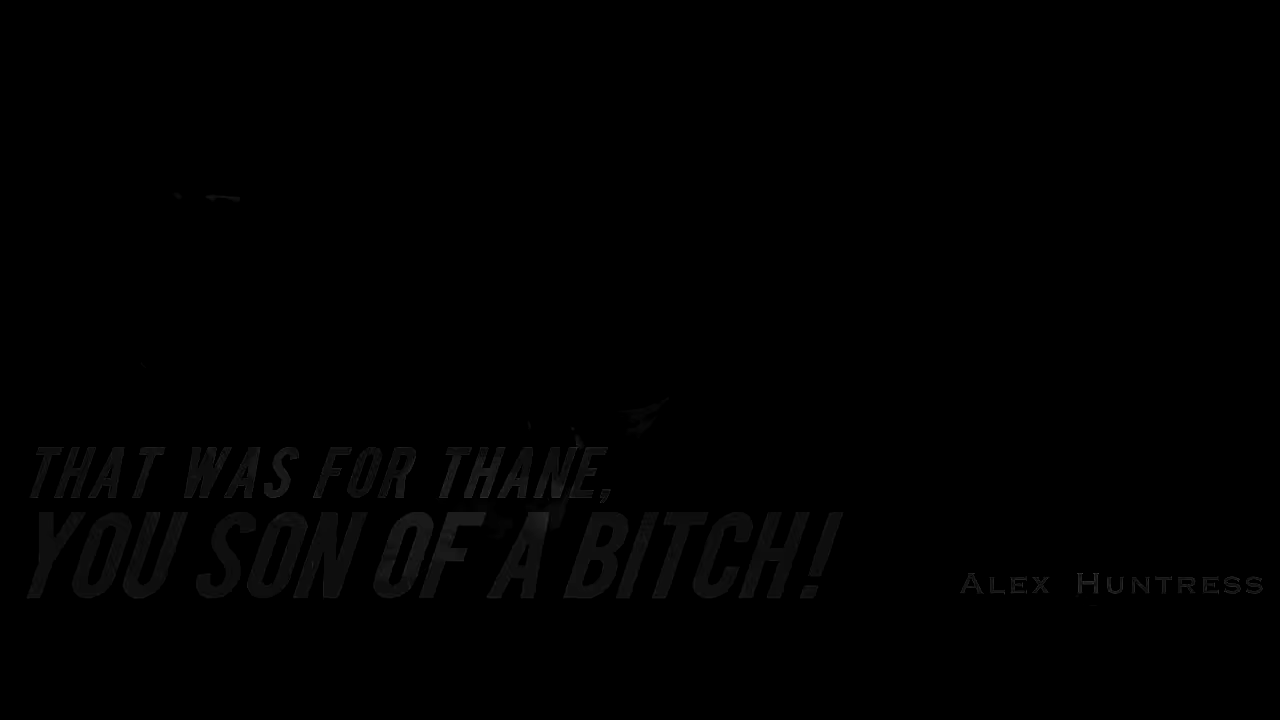 THAT WAS FOR THANE,
YOU SON OF A BITCH!
ALEX HUNTRESS